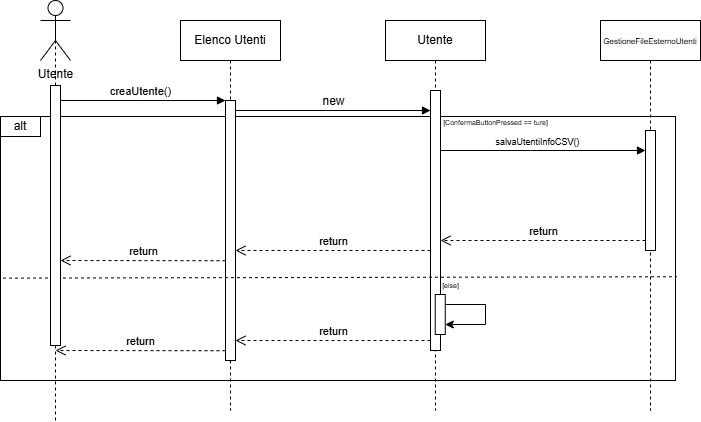 Elenco Utenti
Utente
GestioneFileEsternoUtenti
Utente
creaUtente()
new
alt
[ConfermaButtonPressed == ture]
salvaUtentiInfoCSV()
return
return
return
[else]
return
return